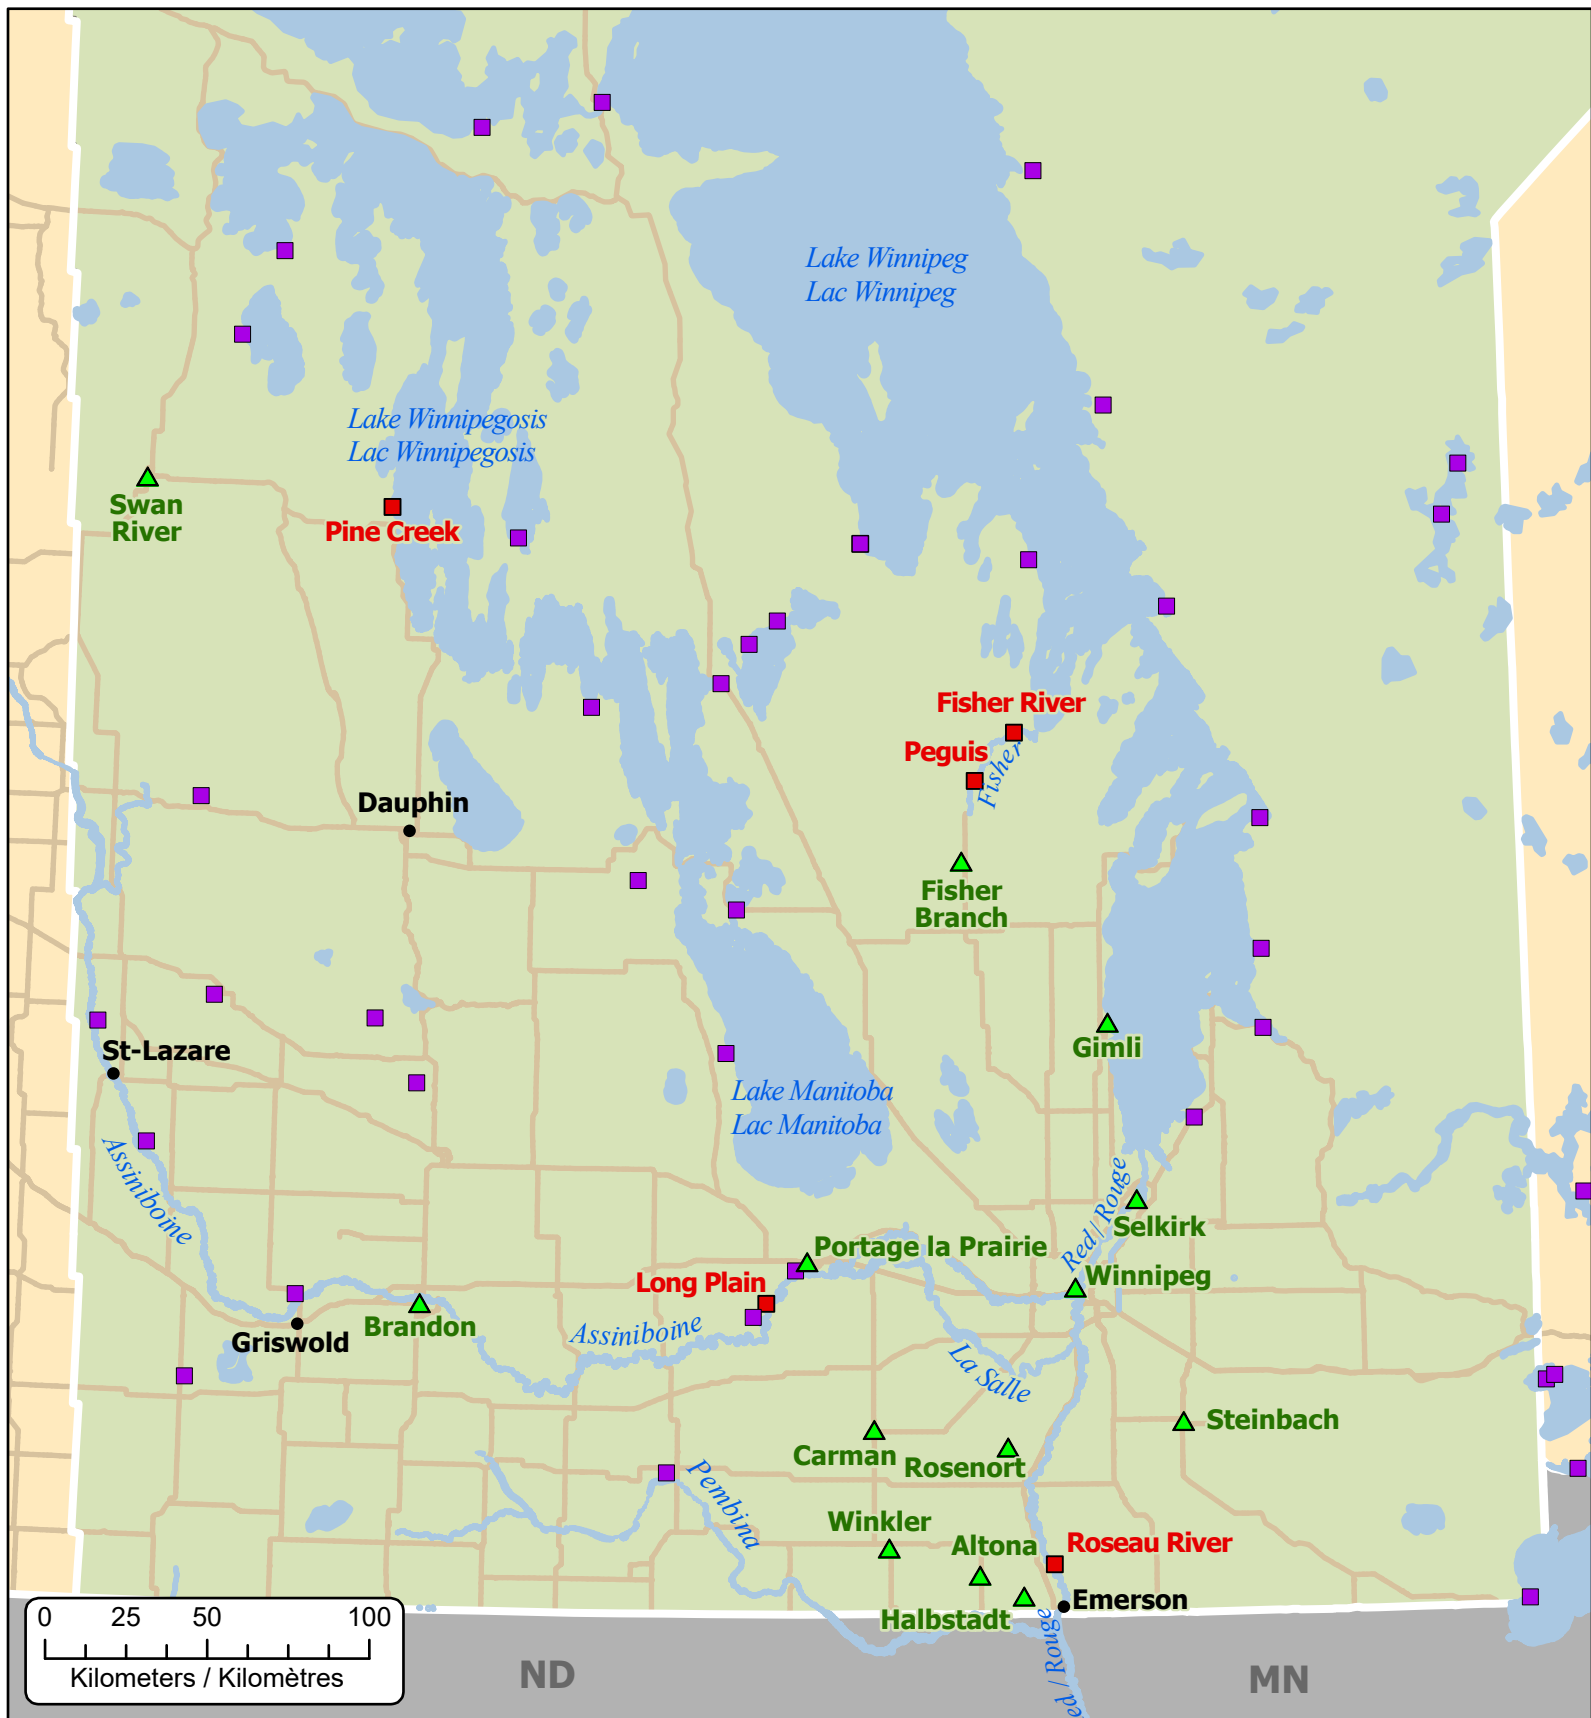 Lake Winnipeg
Lac Winnipeg
Lake Winnipegosis
Lac Winnipegosis
Swan
River
Pine Creek
Fisher River
Peguis
Fisher
Dauphin
Fisher
Branch
St-Lazare
Gimli
Lake Manitoba
Lac Manitoba
Assiniboine
Red / Rouge
Selkirk
Portage la Prairie
Winnipeg
Long Plain
Brandon
Griswold
Assiniboine
La Salle
Steinbach
Carman
Rosenort
Pembina
Winkler
Altona
Roseau River
Emerson
Halbstadt
ed / Rouge
0 25 50 100
Kilometers / Kilomètres
ND
MN